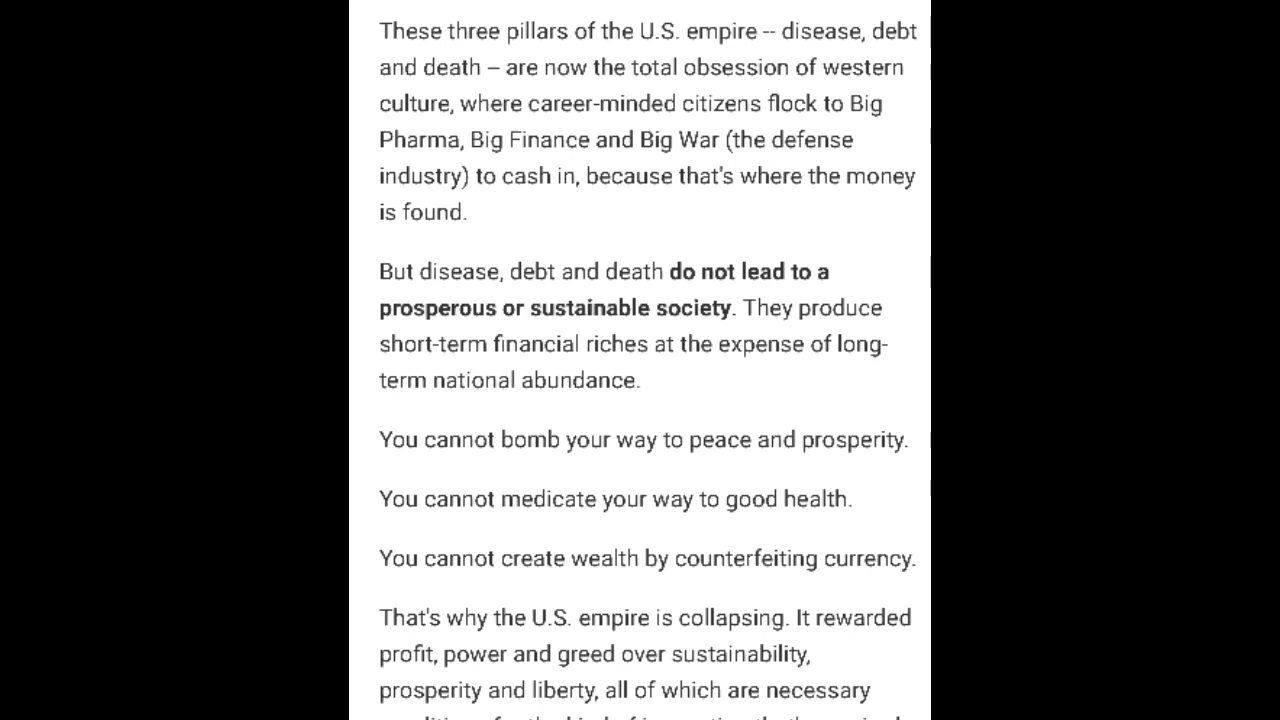 These three pillars of the U.S. empire -- disease, debt
and death – are now the total obsession of western
culture, where career-minded citizens flock to Big
Pharma, Big Finance and Big War (the defense
industry) to cash in, because that's where the money
is found.
But disease, debt and death do not lead to a
prosperous or sustainable society. They produce
short-term financial riches at the expense of long-
term national abundance.
You cannot bomb your way to peace and prosperity.
You cannot medicate your way to good health.
You cannot create wealth by counterfeiting currency.
That's why the U.S. empire is collapsing. It rewarded
profit, power and greed over sustainability,
prosperity and liberty, all of which are necessary